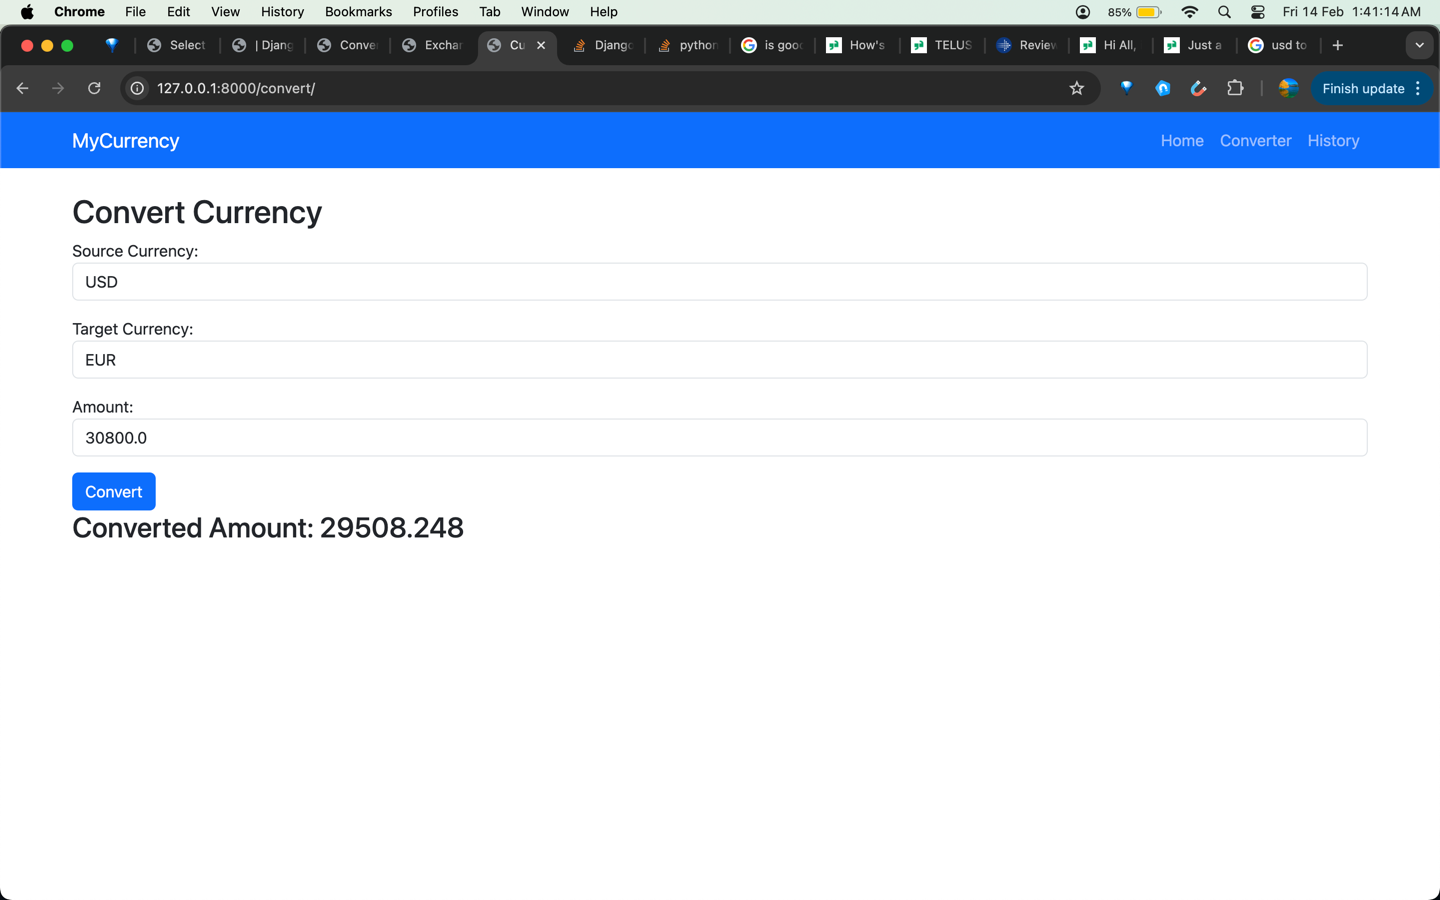 Chrome File Edit View History Bookmarks Profiles Tab Window Help 85% Fri 14 Feb 1:41:14 AM
Select | Djang Conve Exchar Cu Django python is good How's TELUS Review Hi All, Just a usd to
127.0.0.1:8000/convert/ Finish update
MyCurrency Home Converter History
Convert Currency
Source Currency:
USD
Target Currency:
EUR
Amount:
30800.0
Convert
Converted Amount: 29508.248